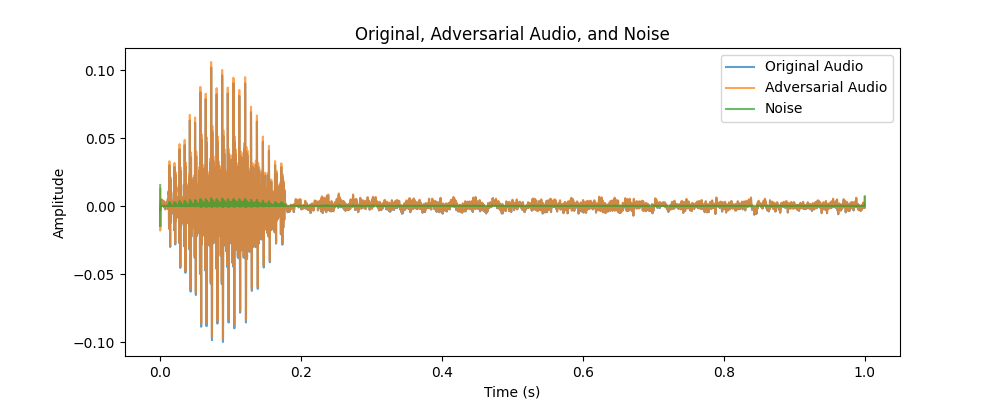 Original, Adversarial Audio, and Noise
Original Audio
Adversarial Audio
Noise
Amplitude
0.10
0.05
0.00
−0.05
−0.10
0.0
0.2
0.4
0.6
0.8
1.0
Time (s)